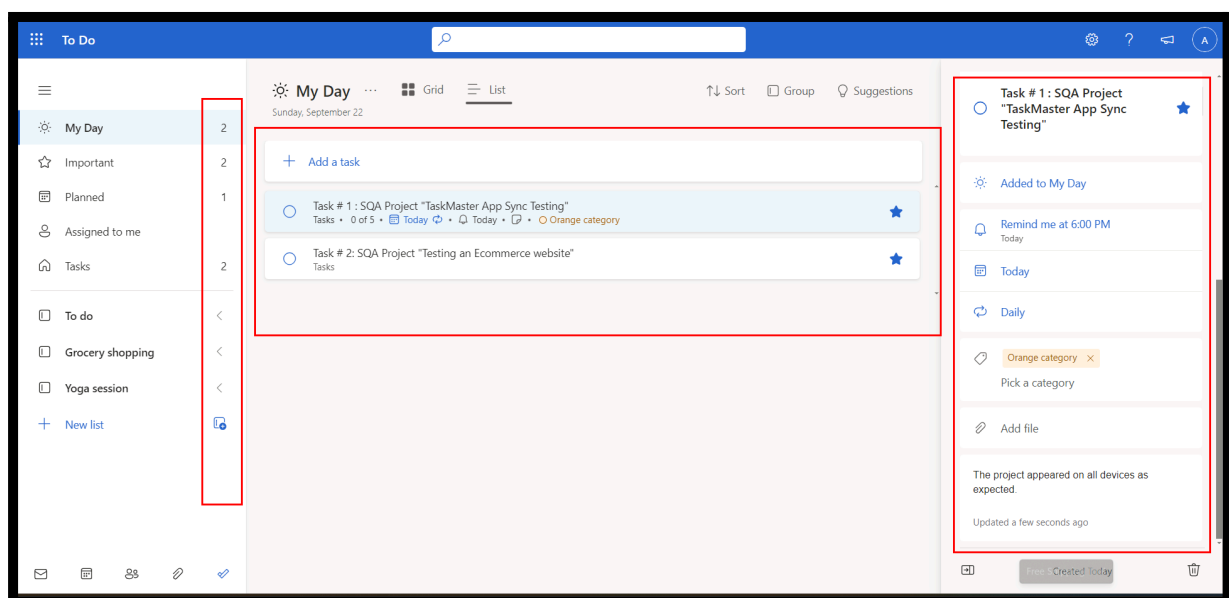 To Do
A
My Day 2
Important 2
Planned 1
Assigned to me
Tasks 2
To do
Grocery shopping
Yoga session
New list
My Day ... Grid List
Sunday, September 22
Sort Group Suggestions
Add a task
Task # 1 : SQA Project "TaskMaster App Sync Testing"
Tasks • 0 of 5 • Today • Today • Orange category
Task # 2: SQA Project "Testing an Ecommerce website"
Tasks
Task # 1 : SQA Project
"TaskMaster App Sync
Testing"
Added to My Day
Remind me at 6:00 PM
Today
Today
Daily
Orange category ×
Pick a category
Add file
The project appeared on all devices as
expected.
Updated a few seconds ago
Created Today